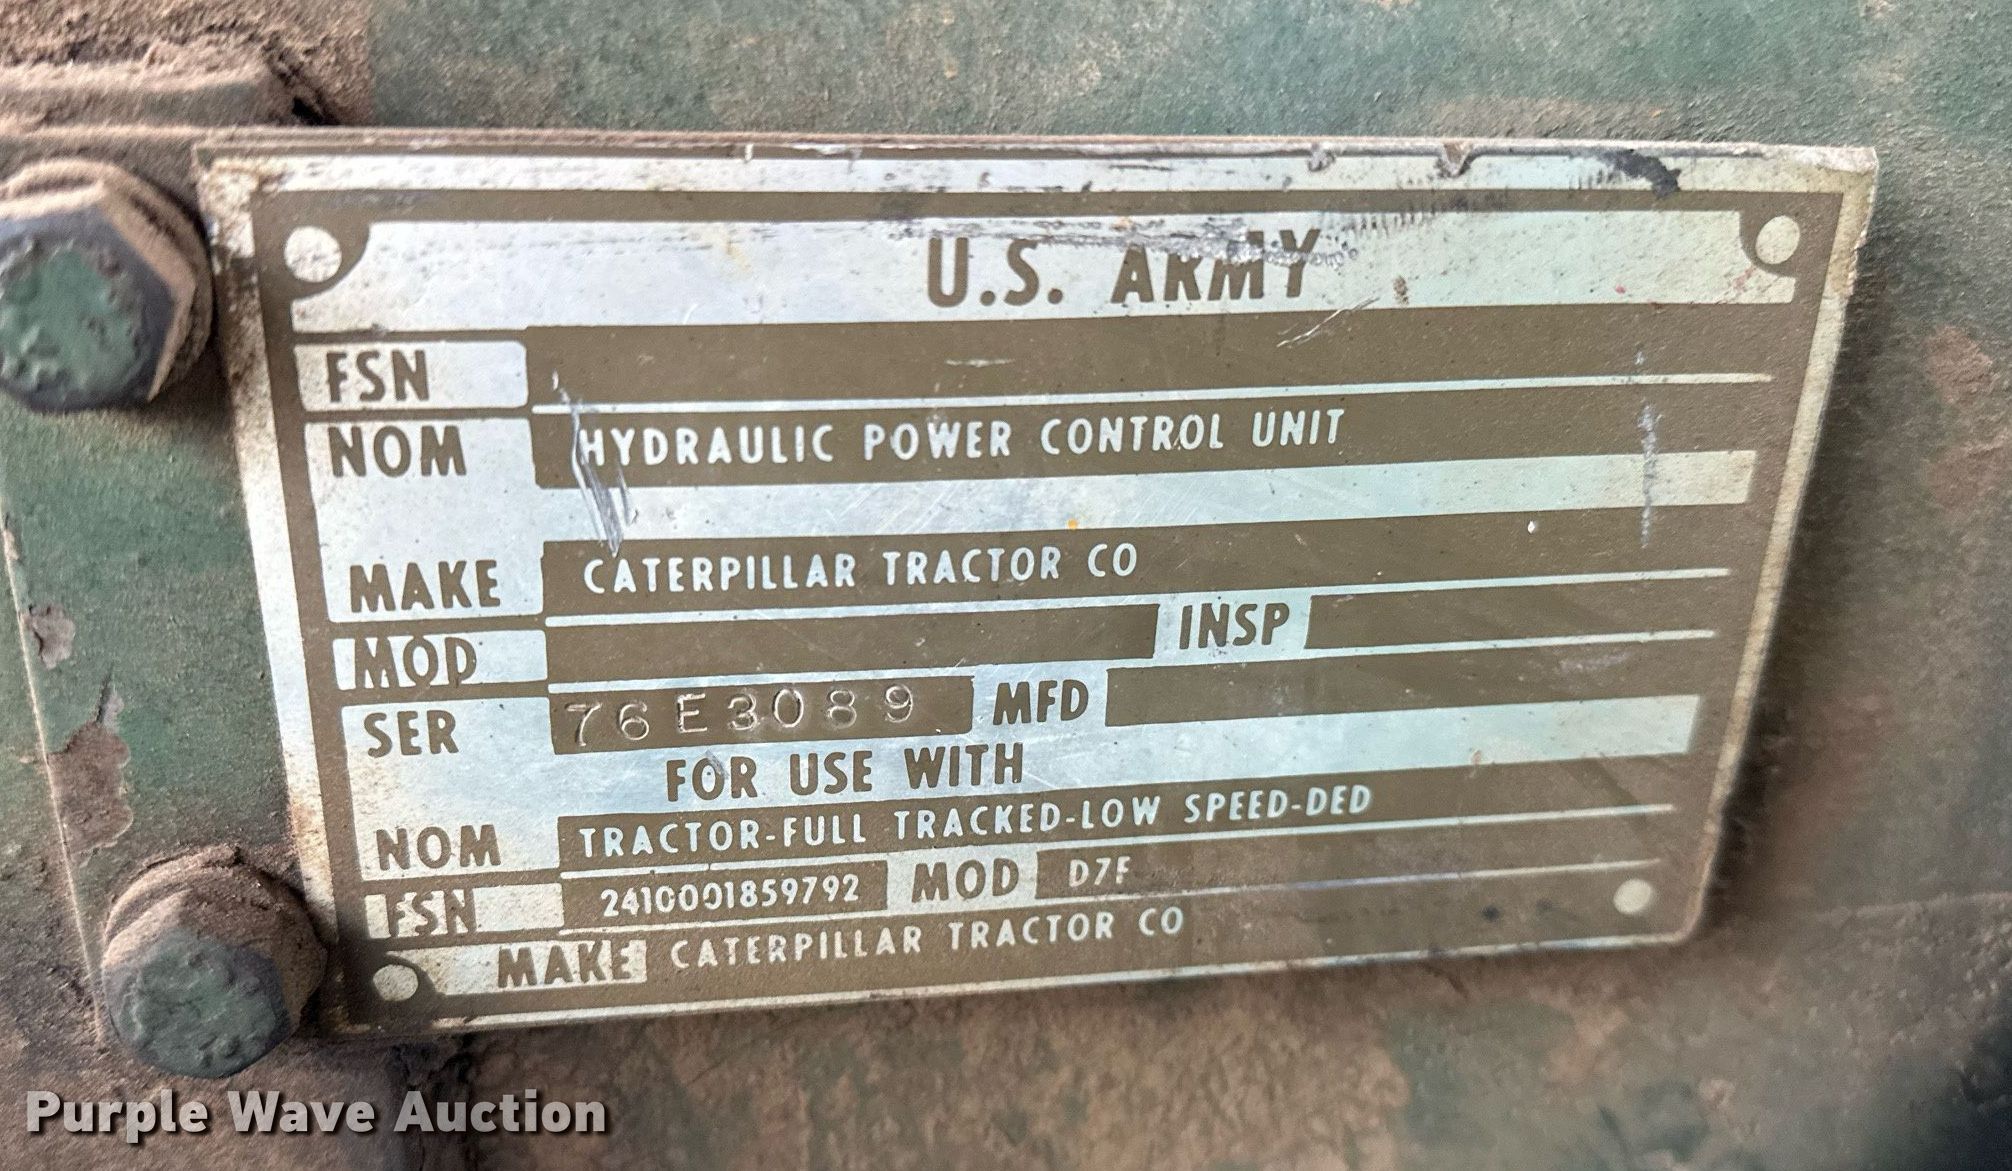 U.S. ARMY
FSN
NOM HYDRAULIC POWER CONTROL UNIT
MAKE CATERPILLAR TRACTOR CO
MOD INSP
SER 76E3089 MFD
FOR USE WITH
NOM TRACTOR-FULL TRACKED-LOW SPEED-DED
FSN 2410001859792 MOD D7F
MAKE CATERPILLAR TRACTOR CO
Purple Wave Auction